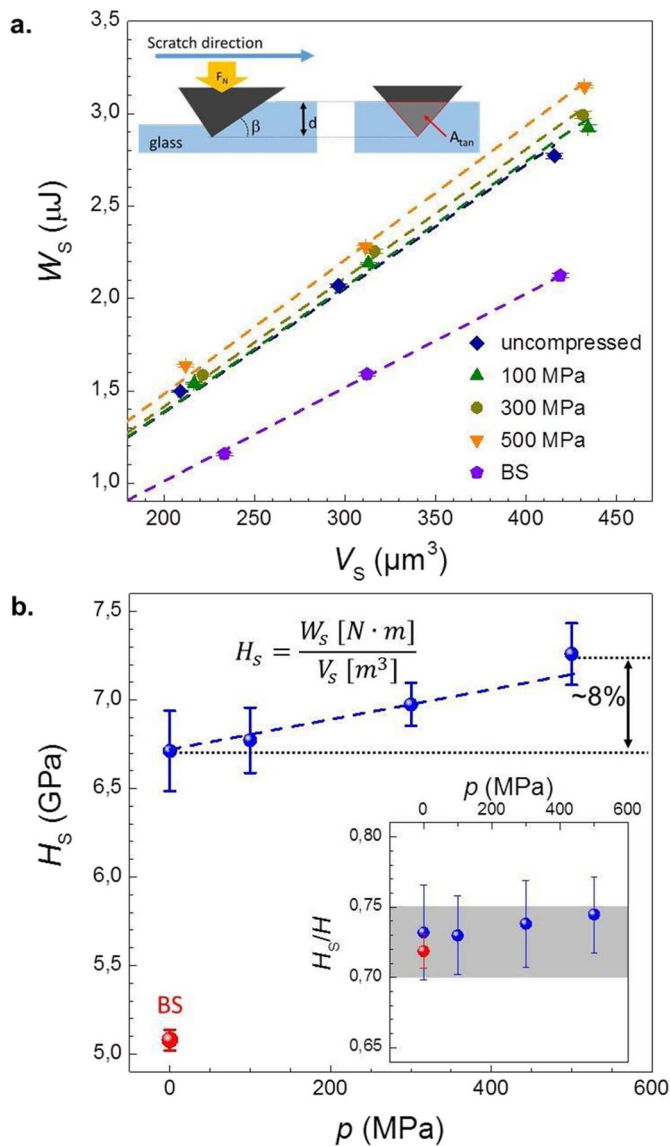 a.
Scratch direction
F_N
β
d
A_tan
glass
3,5
3,0
2,5
2,0
1,5
1,0
W_S (μJ)
uncompressed
100 MPa
300 MPa
500 MPa
BS
200 250 300 350 400 450
V_S (μm³)
b.
7,5
7,0
6,5
6,0
5,5
5,0
H_S (GPa)
H_s = W_s [N · m] / V_s [m³]
~8%
BS
p (MPa)
0 200 400 600
0,80
0,75
0,70
0,65
H_S/H
0 200 400 600
p (MPa)